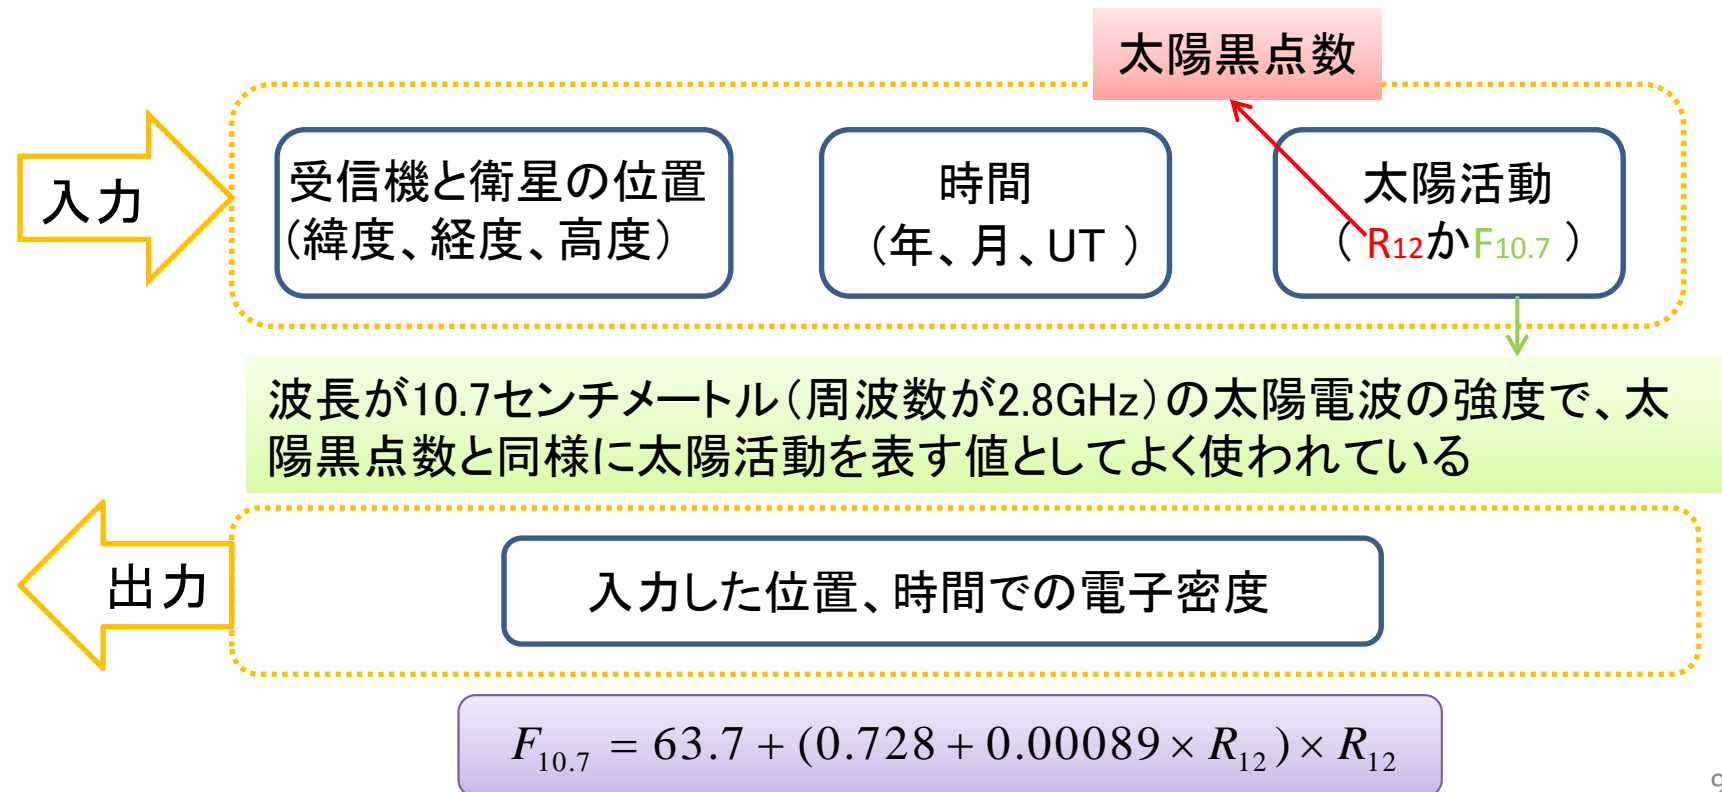 太陽黒点数
入力
受信機と衛星の位置
(緯度、経度、高度)
時間
(年、月、UT )
太陽活動
( R12かF10.7 )
波長が10.7センチメートル(周波数が2.8GHz)の太陽電波の強度で、太
陽黒点数と同様に太陽活動を表す値としてよく使われている
出力
入力した位置、時間での電子密度
F10.7 = 63.7 + (0.728 + 0.00089 × R12 ) × R12